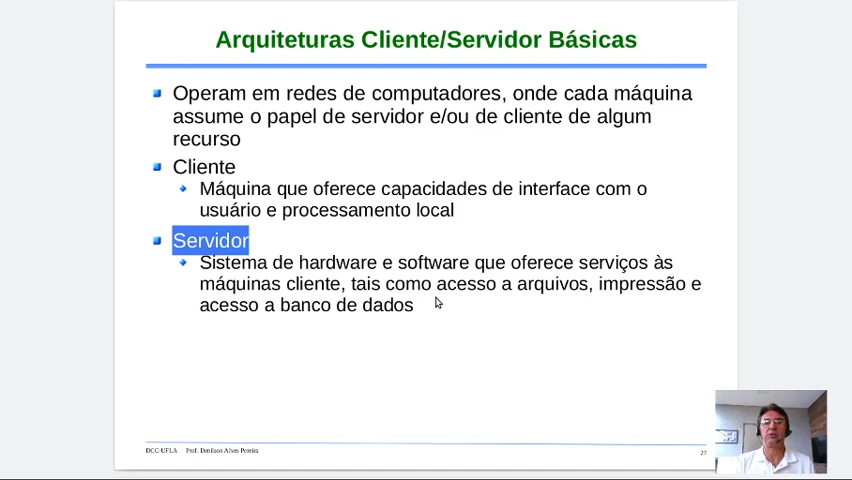 Arquiteturas Cliente/Servidor Básicas
Operam em redes de computadores, onde cada máquina
assume o papel de servidor e/ou de cliente de algum
recurso
Cliente
Máquina que oferece capacidades de interface com o
usuário e processamento local
Servidor
Sistema de hardware e software que oferece serviços às
máquinas cliente, tais como acesso a arquivos, impressão e
acesso a banco de dados
DCC-UFLA Prof. Denilson Alves Pereira
27